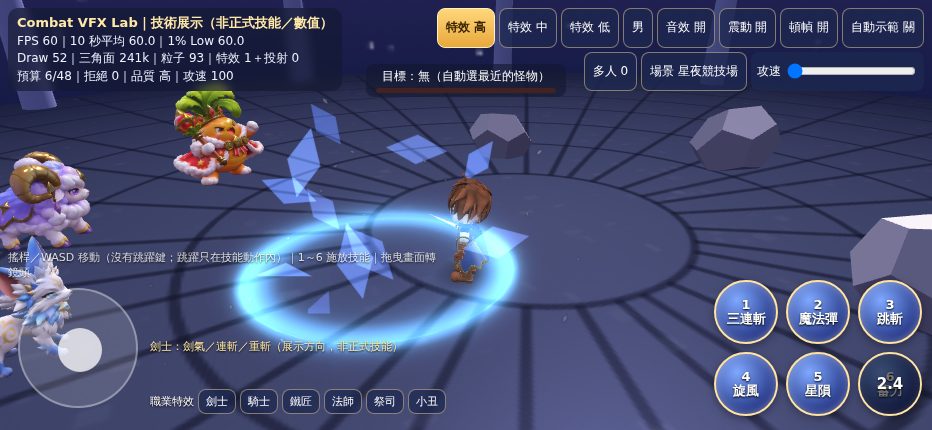 Combat VFX Lab｜技術展示（非正式技能／數值）
FPS 60｜10 秒平均 60.0｜1% Low 60.0
Draw 52｜三角面 241k｜粒子 93｜特效 1＋投射 0
預算 6/48｜拒絕 0｜品質 高｜攻速 100
特效 高
特效 中
特效 低
男
音效 開
震動 開
頓幀 開
自動示範 關
多人 0
場景 星夜競技場
攻速
目標：無（自動選最近的怪物）
搖桿／WASD 移動（沒有跳躍鍵；跳躍只在技能動作內）｜1～6 施放技能｜拖曳畫面轉
鏡頭
劍士：劍氣／連斬／重斬（展示方向，非正式技能）
職業特效
劍士
騎士
鐵匠
法師
祭司
小丑
1
三連斬
2
魔法彈
3
跳斬
4
旋風
5
星隕
6
2.4